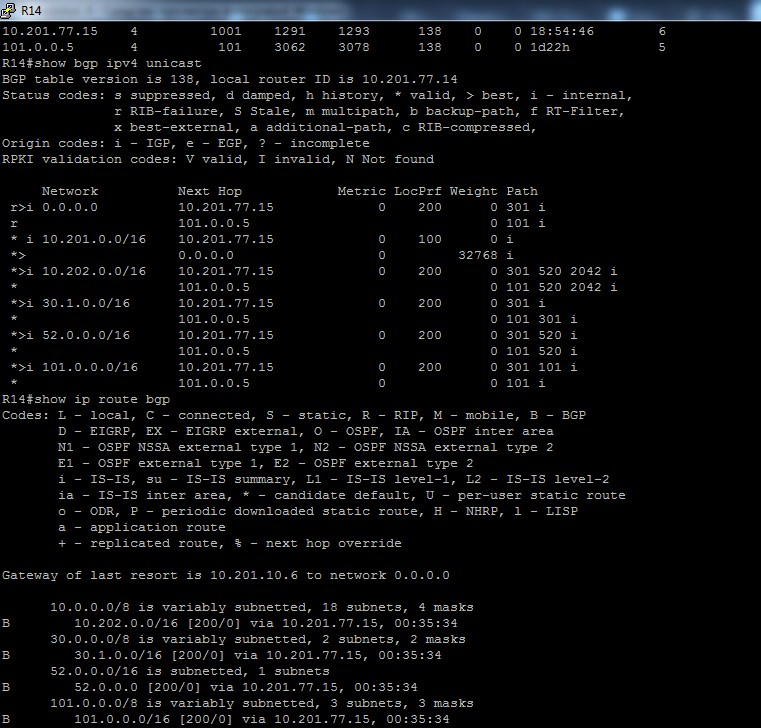 R14
10.201.77.15    4         1001    1291    1293      138    0    0 18:54:46        6
101.0.0.5       4          101    3062    3078      138    0    0 1d22h           5
R14#show bgp ipv4 unicast
BGP table version is 138, local router ID is 10.201.77.14
Status codes: s suppressed, d damped, h history, * valid, > best, i - internal,
              r RIB-failure, S Stale, m multipath, b backup-path, f RT-Filter,
              x best-external, a additional-path, c RIB-compressed,
Origin codes: i - IGP, e - EGP, ? - incomplete
RPKI validation codes: V valid, I invalid, N Not found
     Network          Next Hop            Metric LocPrf Weight Path
 r>i 0.0.0.0          10.201.77.15             0    200      0 301 i
 r                    101.0.0.5                0             0 101 i
 * i 10.201.0.0/16    10.201.77.15             0    100      0 i
 *>                   0.0.0.0                  0         32768 i
 *>i 10.202.0.0/16    10.201.77.15             0    200      0 301 520 2042 i
 *                    101.0.0.5                0             0 101 520 2042 i
 *>i 30.1.0.0/16      10.201.77.15             0    200      0 301 i
 *                    101.0.0.5                0             0 101 301 i
 *>i 52.0.0.0/16      10.201.77.15             0    200      0 301 520 i
 *                    101.0.0.5                0             0 101 520 i
 *>i 101.0.0.0/16     10.201.77.15             0    200      0 301 101 i
 *                    101.0.0.5                0             0 101 i
R14#show ip route bgp
Codes: L - local, C - connected, S - static, R - RIP, M - mobile, B - BGP
       D - EIGRP, EX - EIGRP external, O - OSPF, IA - OSPF inter area
       N1 - OSPF NSSA external type 1, N2 - OSPF NSSA external type 2
       E1 - OSPF external type 1, E2 - OSPF external type 2
       i - IS-IS, su - IS-IS summary, L1 - IS-IS level-1, L2 - IS-IS level-2
       ia - IS-IS inter area, * - candidate default, U - per-user static route
       o - ODR, P - periodic downloaded static route, H - NHRP, l - LISP
       a - application route
       + - replicated route, % - next hop override
Gateway of last resort is 10.201.10.6 to network 0.0.0.0
      10.0.0.0/8 is variably subnetted, 18 subnets, 4 masks
B        10.202.0.0/16 [200/0] via 10.201.77.15, 00:35:34
      30.0.0.0/8 is variably subnetted, 2 subnets, 2 masks
B        30.1.0.0/16 [200/0] via 10.201.77.15, 00:35:34
      52.0.0.0/16 is subnetted, 1 subnets
B        52.0.0.0 [200/0] via 10.201.77.15, 00:35:34
      101.0.0.0/8 is variably subnetted, 3 subnets, 3 masks
B        101.0.0.0/16 [200/0] via 10.201.77.15, 00:35:34